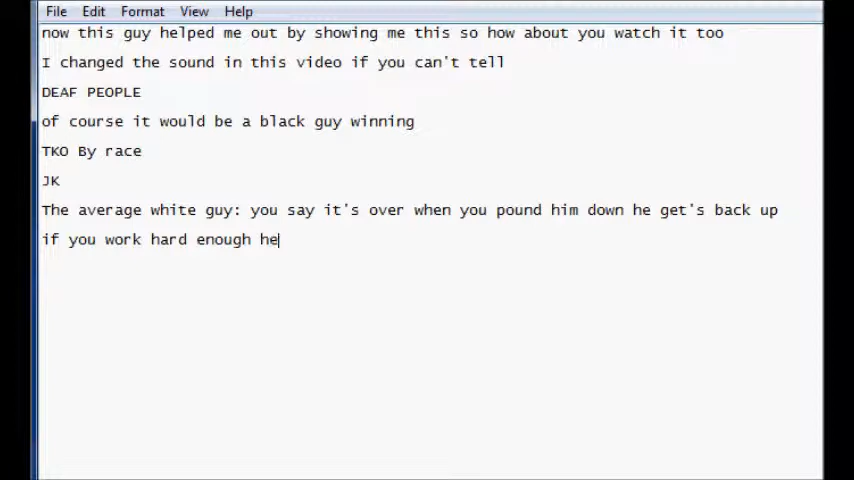 File Edit Format View Help
now this guy helped me out by showing me this so how about you watch it too
I changed the sound in this video if you can't tell
DEAF PEOPLE
of course it would be a black guy winning
TKO By race
JK
The average white guy: you say it's over when you pound him down he get's back up
if you work hard enough he